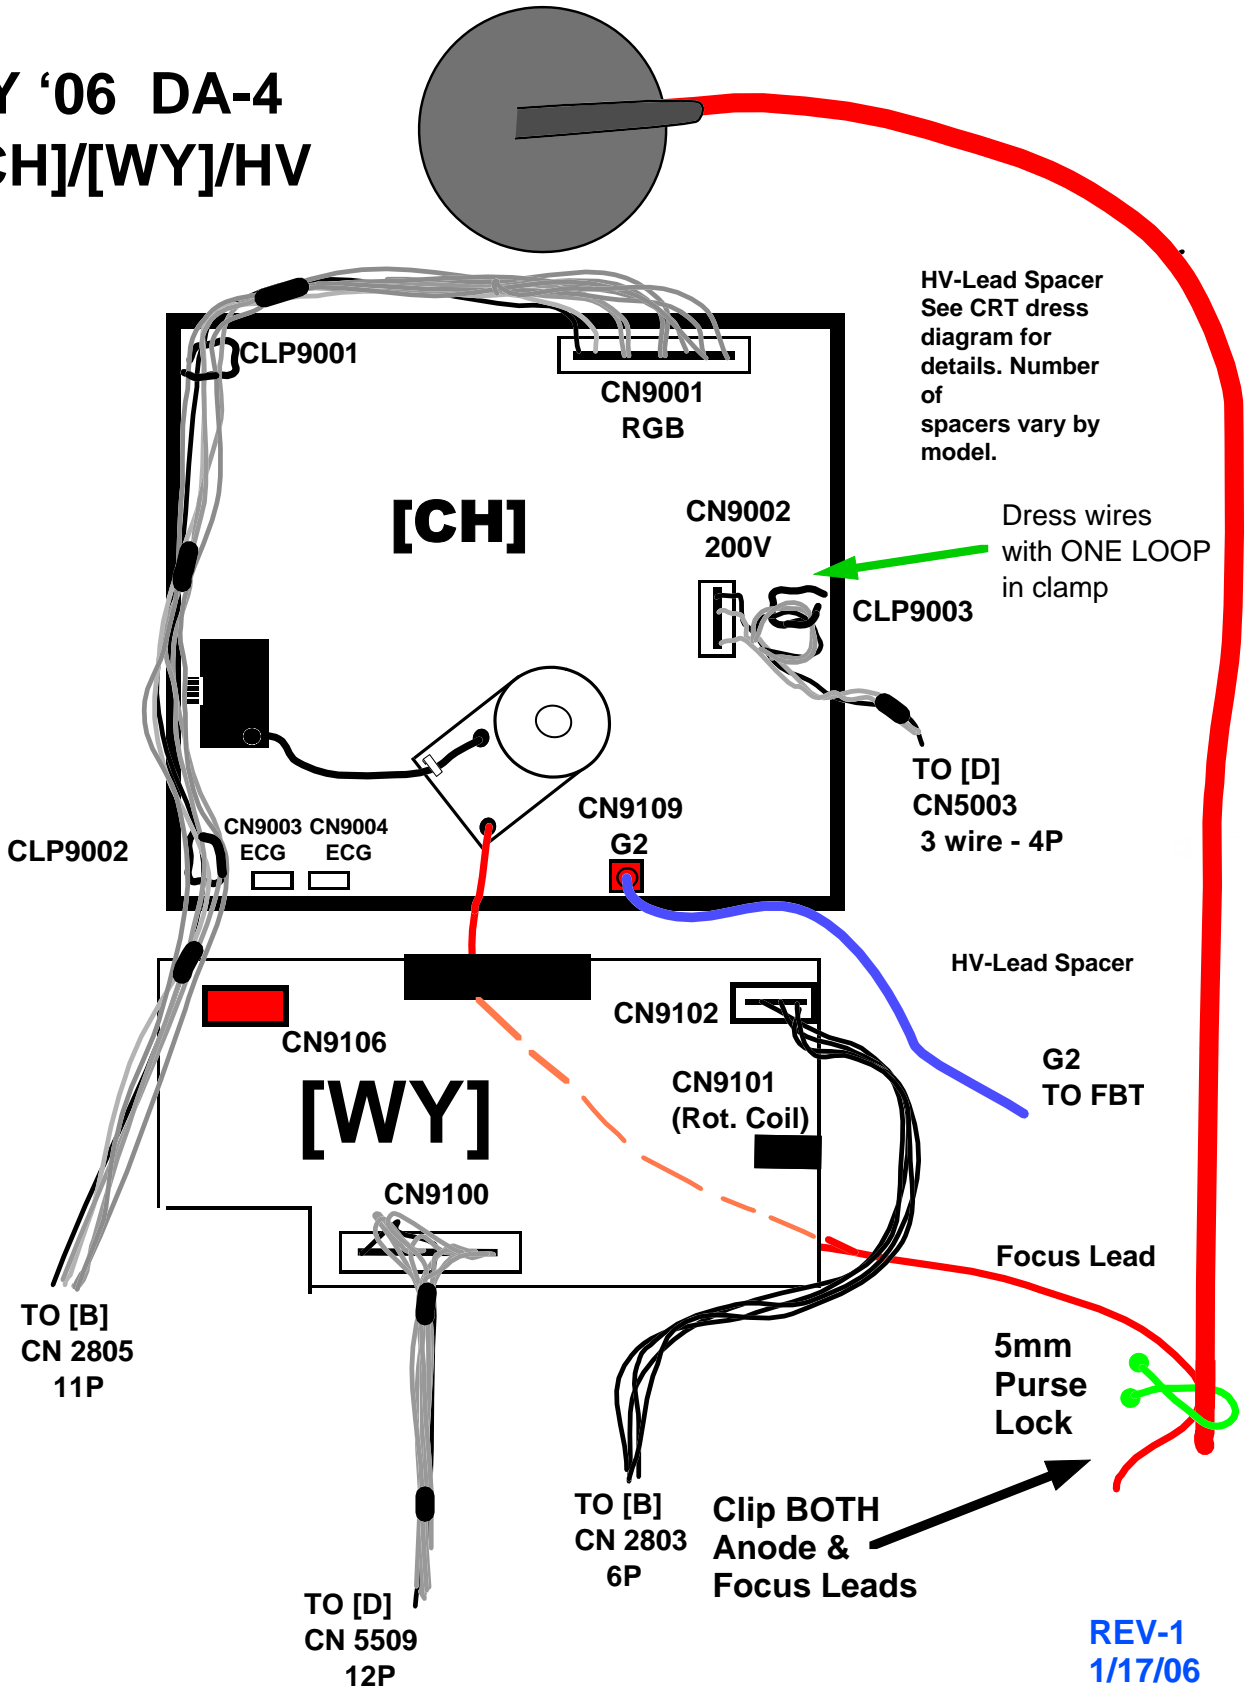 Y ‘06 DA-4
CH]/[WY]/HV
HV-Lead Spacer
See CRT dress
diagram for
details. Number
of
spacers vary by
model.
CLP9001
CN9001
RGB
[CH]
CN9002
200V
Dress wires
with ONE LOOP
in clamp
CLP9003
TO [D]
CN5003
3 wire - 4P
CN9109
G2
CN9003 CN9004
ECG ECG
CLP9002
HV-Lead Spacer
CN9102
CN9106
G2
TO FBT
CN9101
(Rot. Coil)
[WY]
CN9100
Focus Lead
TO [B]
CN 2805
11P
5mm
Purse
Lock
TO [B]
CN 2803
6P
Clip BOTH
Anode &
Focus Leads
TO [D]
CN 5509
12P
REV-1
1/17/06